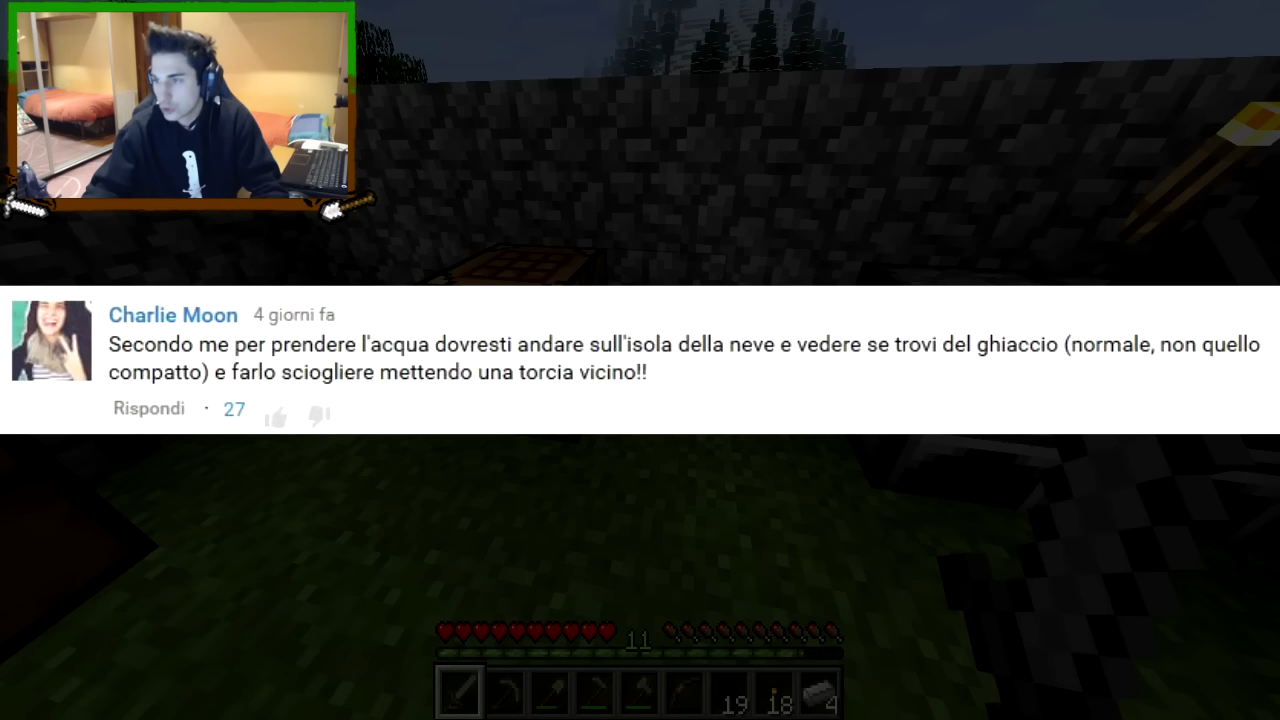 Charlie Moon 4 giorni fa
Secondo me per prendere l'acqua dovresti andare sull'isola della neve e vedere se trovi del ghiaccio (normale, non quello
compatto) e farlo sciogliere mettendo una torcia vicino!!
Rispondi · 27
11
19 18 4